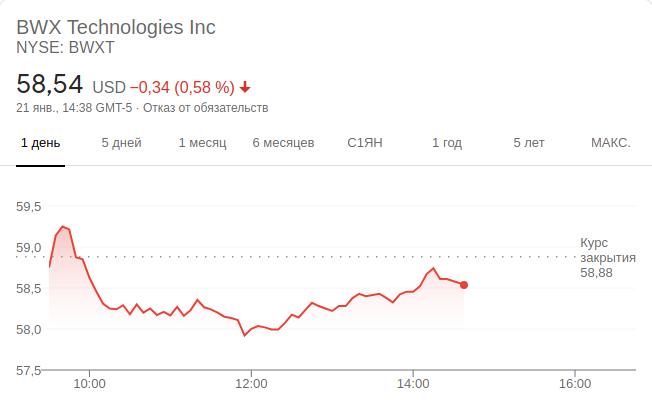 BWX Technologies Inc
NYSE: BWXT
58,54 USD −0,34 (0,58 %)
21 янв., 14:38 GMT-5 · Отказ от обязательств
1 день 5 дней 1 месяц 6 месяцев С1ЯН 1 год 5 лет МАКС.
59,5
59,0
58,5
58,0
57,5
Курс
закрытия
58,88
10:00 12:00 14:00 16:00